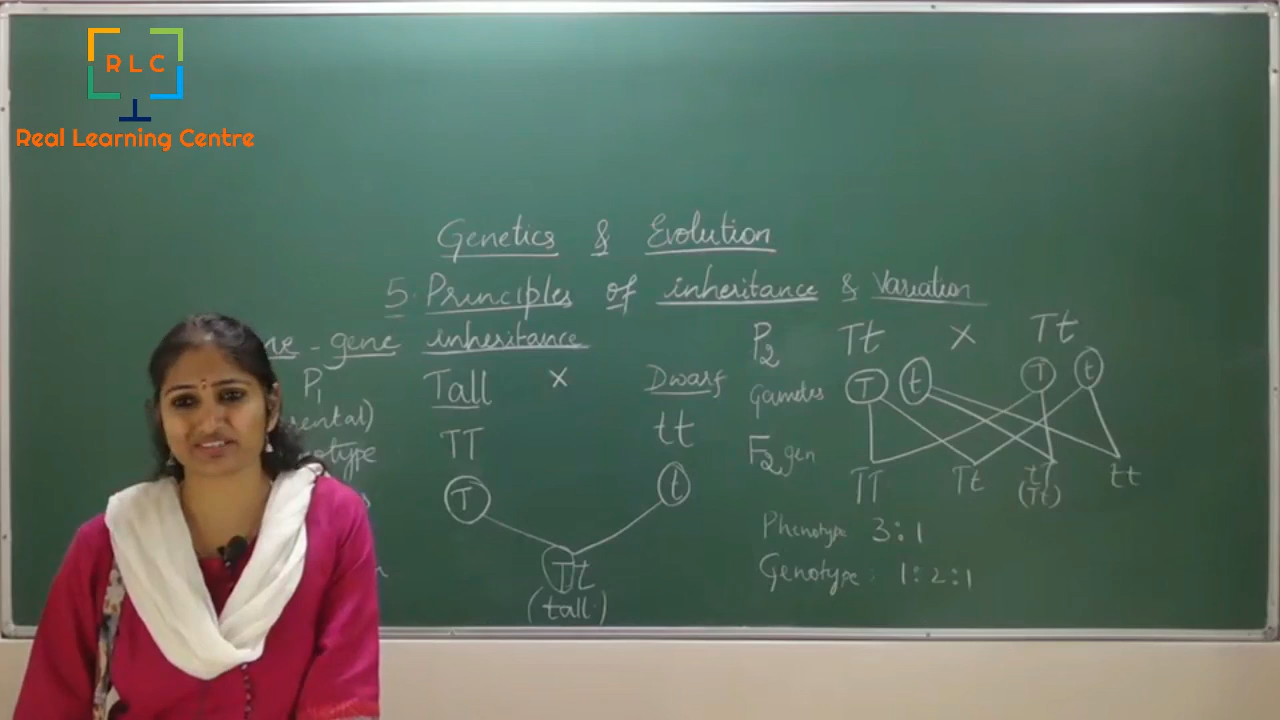 R L C
Real Learning Centre
Genetics & Evolution
5. Principles of inheritance & Variation
gene inheritance
P1 Tall x Dwarf
TT tt
T t
Tt
(tall)
P2 Tt x Tt
gametes T t T t
F2 gen
TT Tt tT tt
(Tt)
Phenotype 3:1
Genotype: 1:2:1